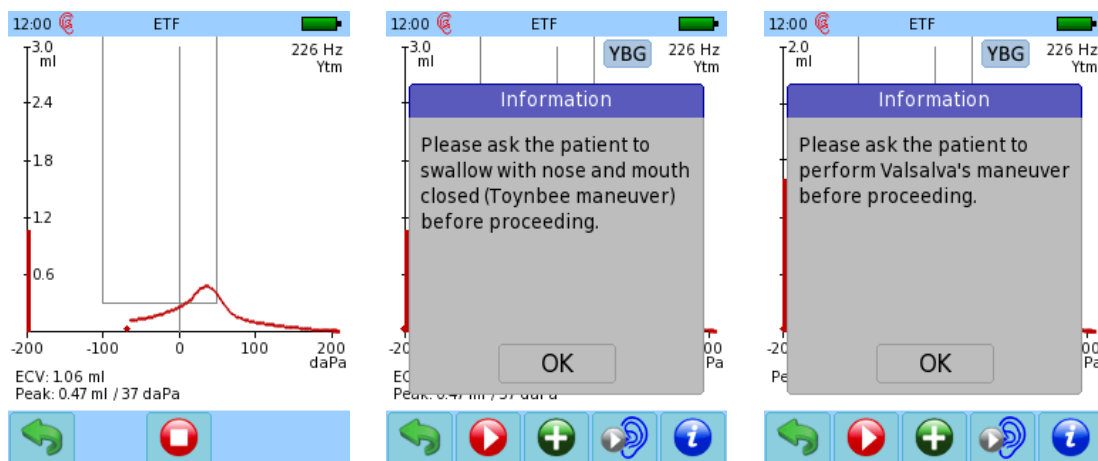 12:00 ETF
3.0
ml
226 Hz
Ytm
2.4
1.8
1.2
0.6
-200 -100 0 100 200
daPa
ECV: 1.06 ml
Peak: 0.47 ml / 37 daPa
12:00 ETF
3.0
ml
YBG
226 Hz
Ytm
Information
Please ask the patient to
swallow with nose and mouth
closed (Toynbee maneuver)
before proceeding.
OK
12:00 ETF
2.0
ml
YBG
226 Hz
Ytm
Information
Please ask the patient to
perform Valsalva's maneuver
before proceeding.
OK